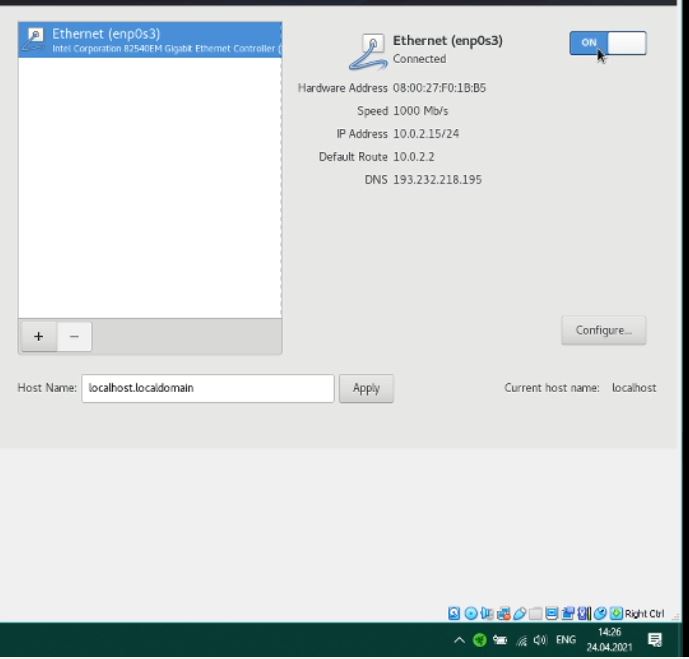 Ethernet (enp0s3)
Intel Corporation 82540EM Gigabit Ethernet Controller (
Ethernet (enp0s3)
Connected
ON
Hardware Address 08:00:27:F0:1B:B5
Speed 1000 Mb/s
IP Address 10.0.2.15/24
Default Route 10.0.2.2
DNS 193.232.218.195
+ −
Configure...
Host Name: localhost.localdomain Apply Current host name: localhost
Right Ctrl
ENG
14:26
24.04.2021